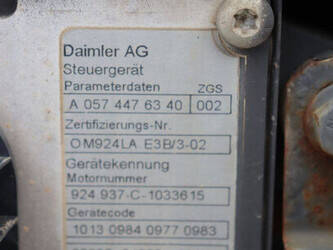 Daimler AG
Steuergerät
Parameterdaten ZGS
A 057 447 63 40 002
Zertifizierungs-Nr.
OM924LA E3B/3-02
Gerätekennung
Motornummer
924 937-C-1033615
Gerätecode
1013 0984 0977 0983